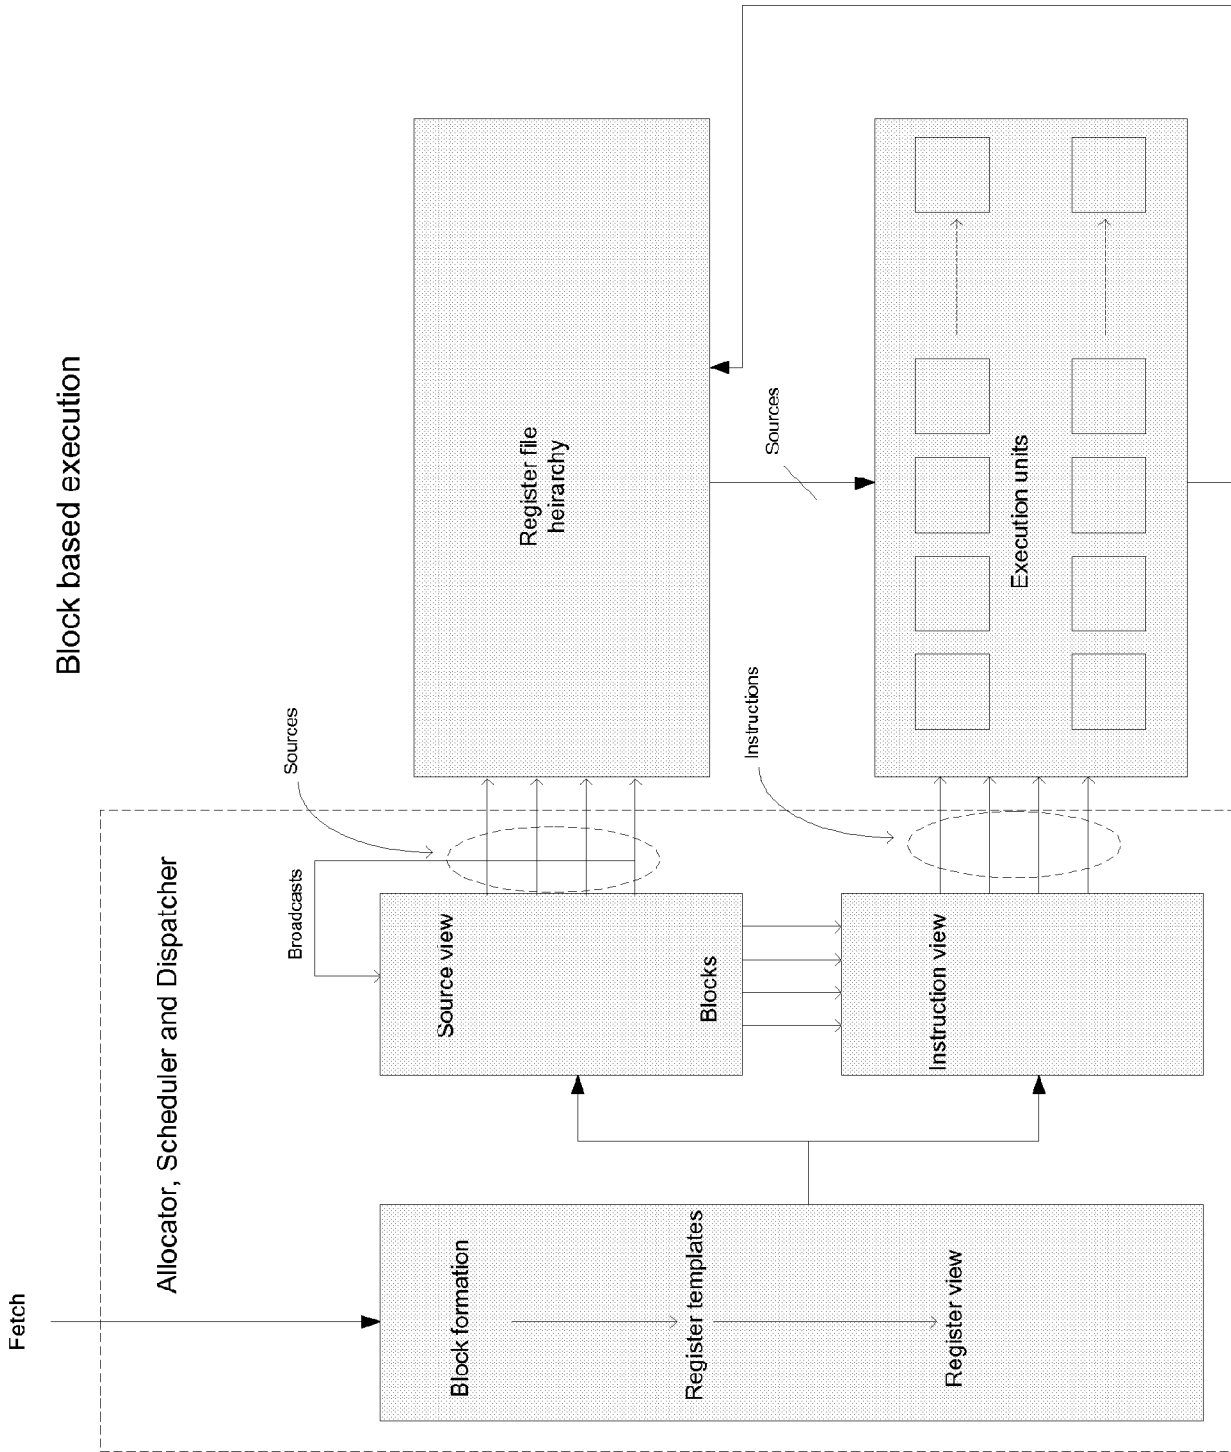 Block based execution
Fetch
Allocator, Scheduler and Dispatcher
Block formation
Register templates
Register view
Broadcasts
Sources
Source view
Blocks
Instruction view
Instructions
Register file
heirarchy
Sources
Execution units